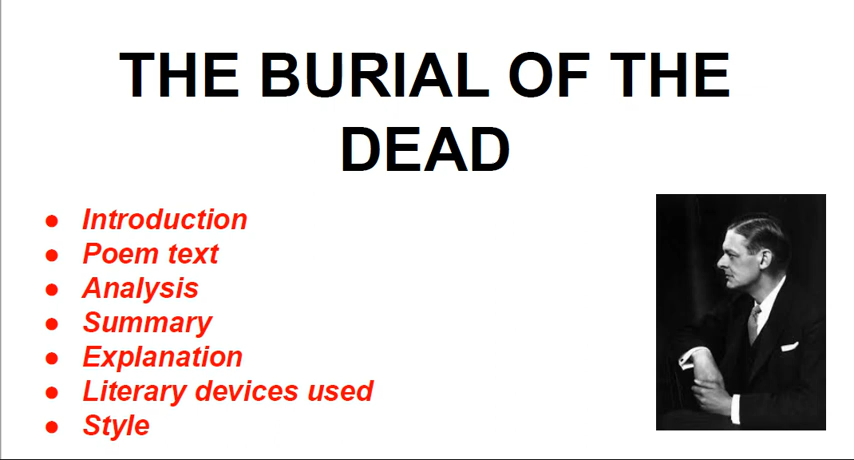 THE BURIAL OF THE
DEAD
● Introduction
● Poem text
● Analysis
● Summary
● Explanation
● Literary devices used
● Style